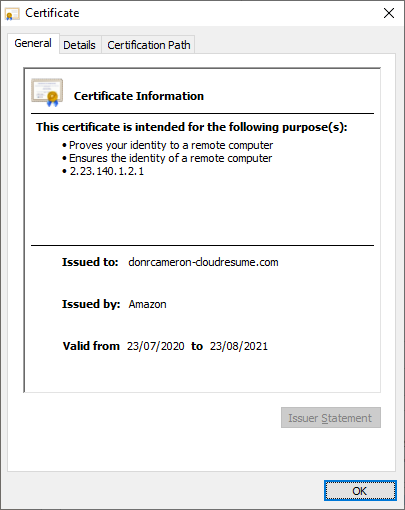 Certificate
General Details Certification Path
Certificate Information
This certificate is intended for the following purpose(s):
• Proves your identity to a remote computer
• Ensures the identity of a remote computer
• 2.23.140.1.2.1
Issued to: donrcameron-cloudresume.com
Issued by: Amazon
Valid from 23/07/2020 to 23/08/2021
Issuer Statement
OK